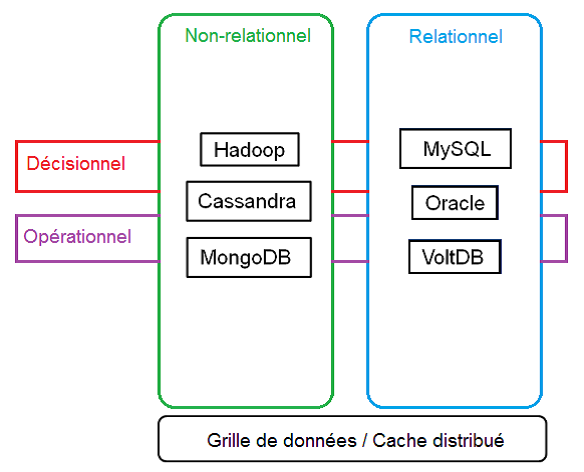 Non-relationnel
Relationnel
Décisionnel
Hadoop
MySQL
Cassandra
Oracle
Opérationnel
MongoDB
VoltDB
Grille de données / Cache distribué